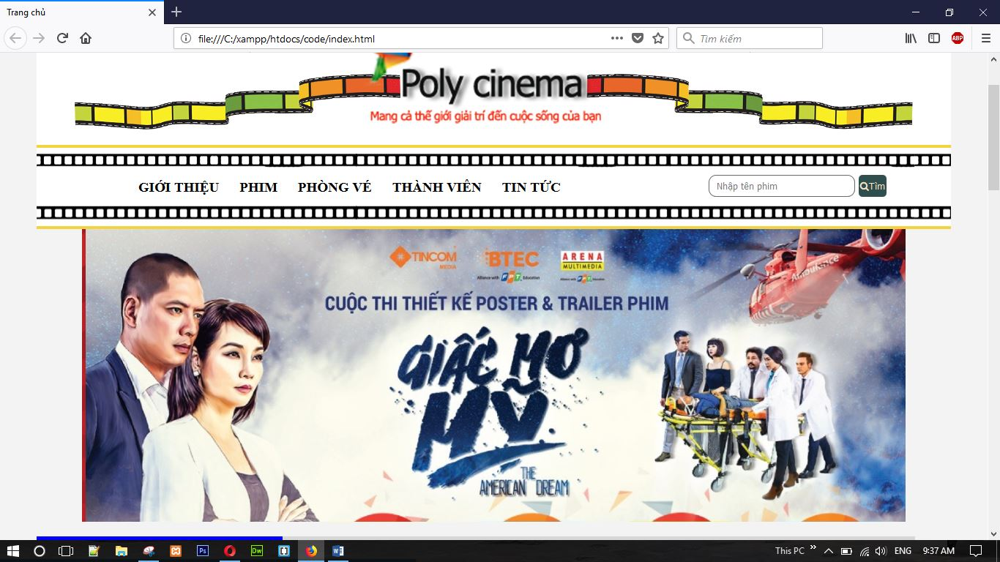 Trang chủ
file:///C:/xampp/htdocs/code/index.html
Tìm kiếm
ABP
Poly cinema
Mang cả thế giới giải trí đến cuộc sống của bạn
GIỚI THIỆU PHIM PHÒNG VÉ THÀNH VIÊN TIN TỨC
Nhập tên phim
Tìm
TINCOM
MEDIA
BTEC
Alliance with FPT Education
ARENA
MULTIMEDIA
Alliance with FPT Education
Ambulance
CUỘC THI THIẾT KẾ POSTER & TRAILER PHIM
GIẤC MƠ
MỸ
THE
AMERICAN DREAM
Ps
Dw
This PC
ENG
9:37 AM